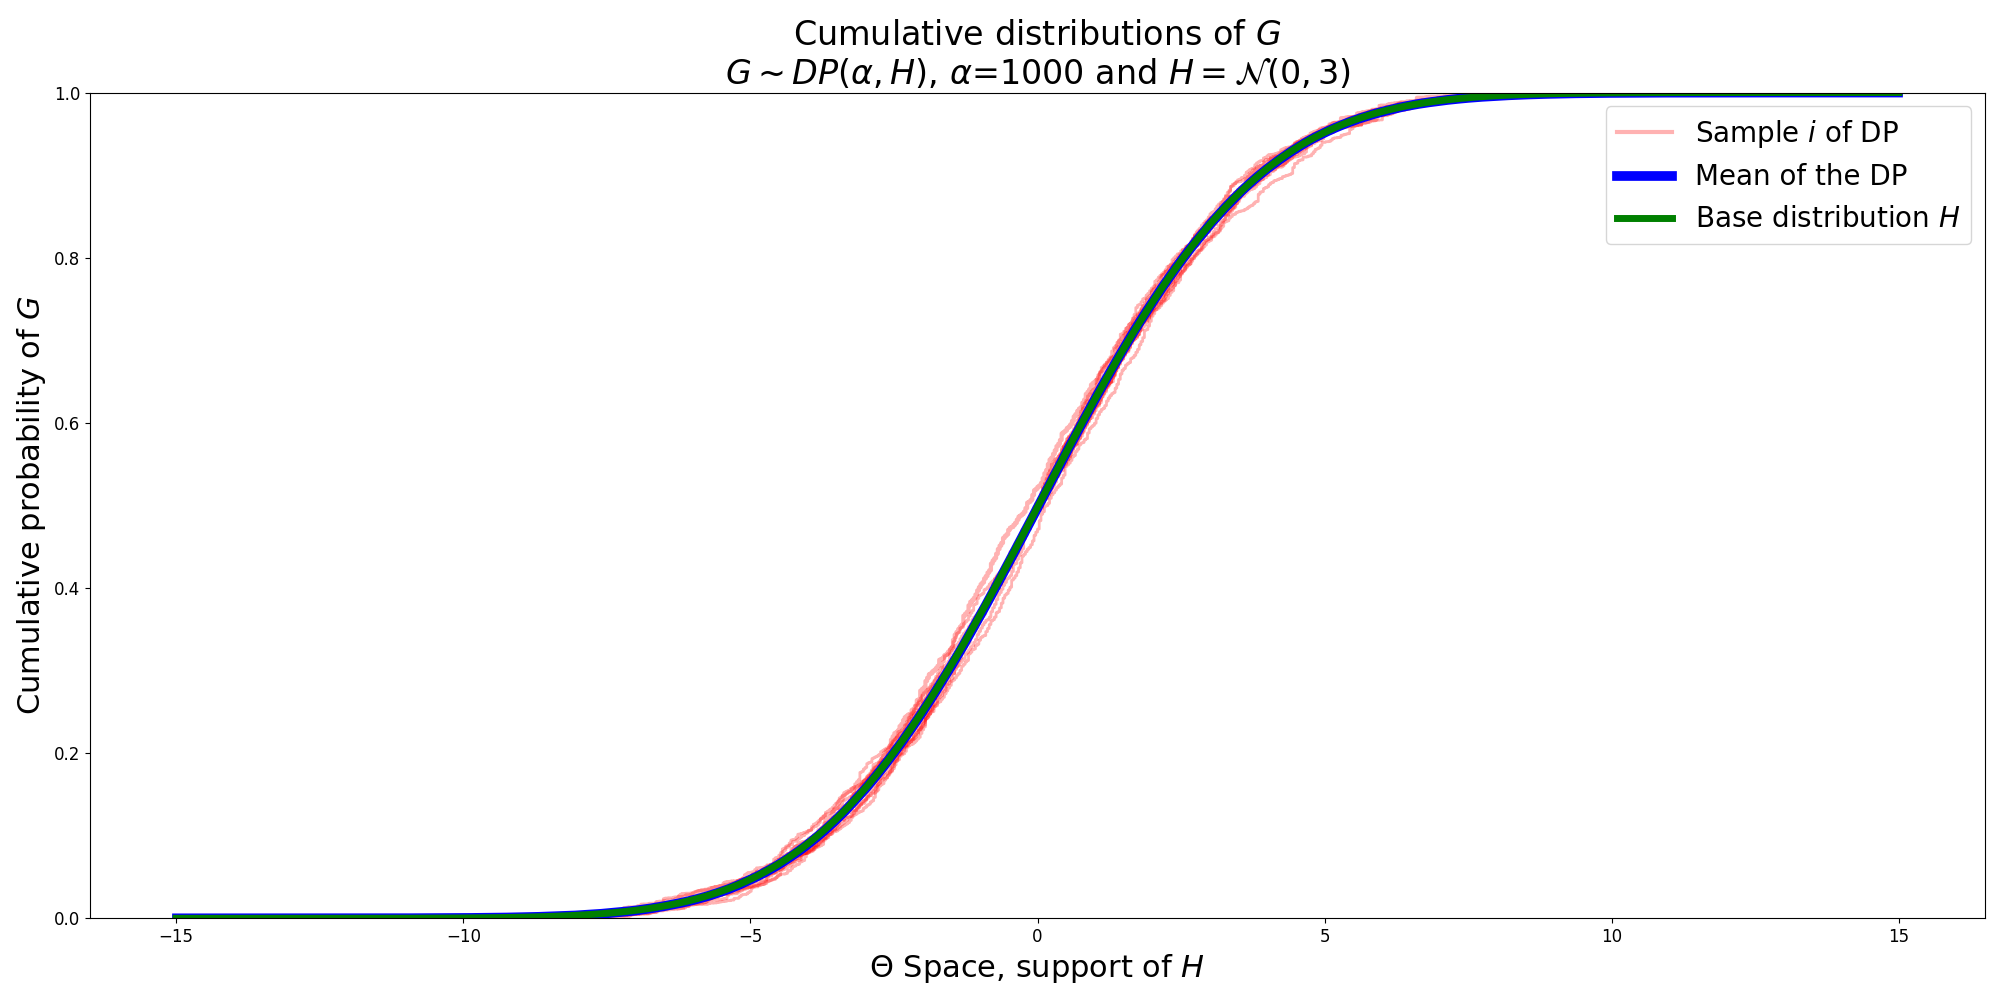 Cumulative distributions of G
G ∼ DP(α, H), α=1000 and H = 𝒩(0, 3)
Sample i of DP
Mean of the DP
Base distribution H
Cumulative probability of G
1.0
0.8
0.6
0.4
0.2
0.0
−15
−10
−5
0
5
10
15
Θ Space, support of H